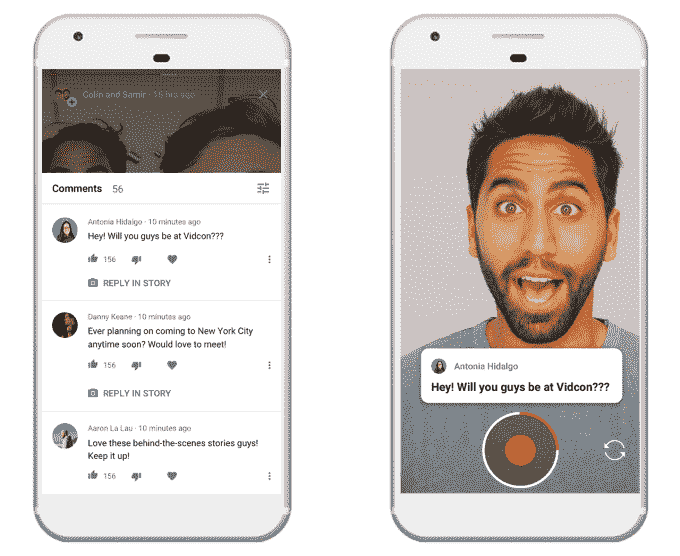 Colin and Samir · 16 hrs ago
Comments 56
Antonia Hidalgo · 10 minutes ago
Hey! Will you guys be at Vidcon???
156
REPLY IN STORY
Danny Keane · 10 minutes ago
Ever planning on coming to New York City
anytime soon? Would love to meet!
156
REPLY IN STORY
Aaron La Lau · 10 minutes ago
Love these behind-the-scenes stories guys!
Keep it up!
156
Antonia Hidalgo
Hey! Will you guys be at Vidcon???